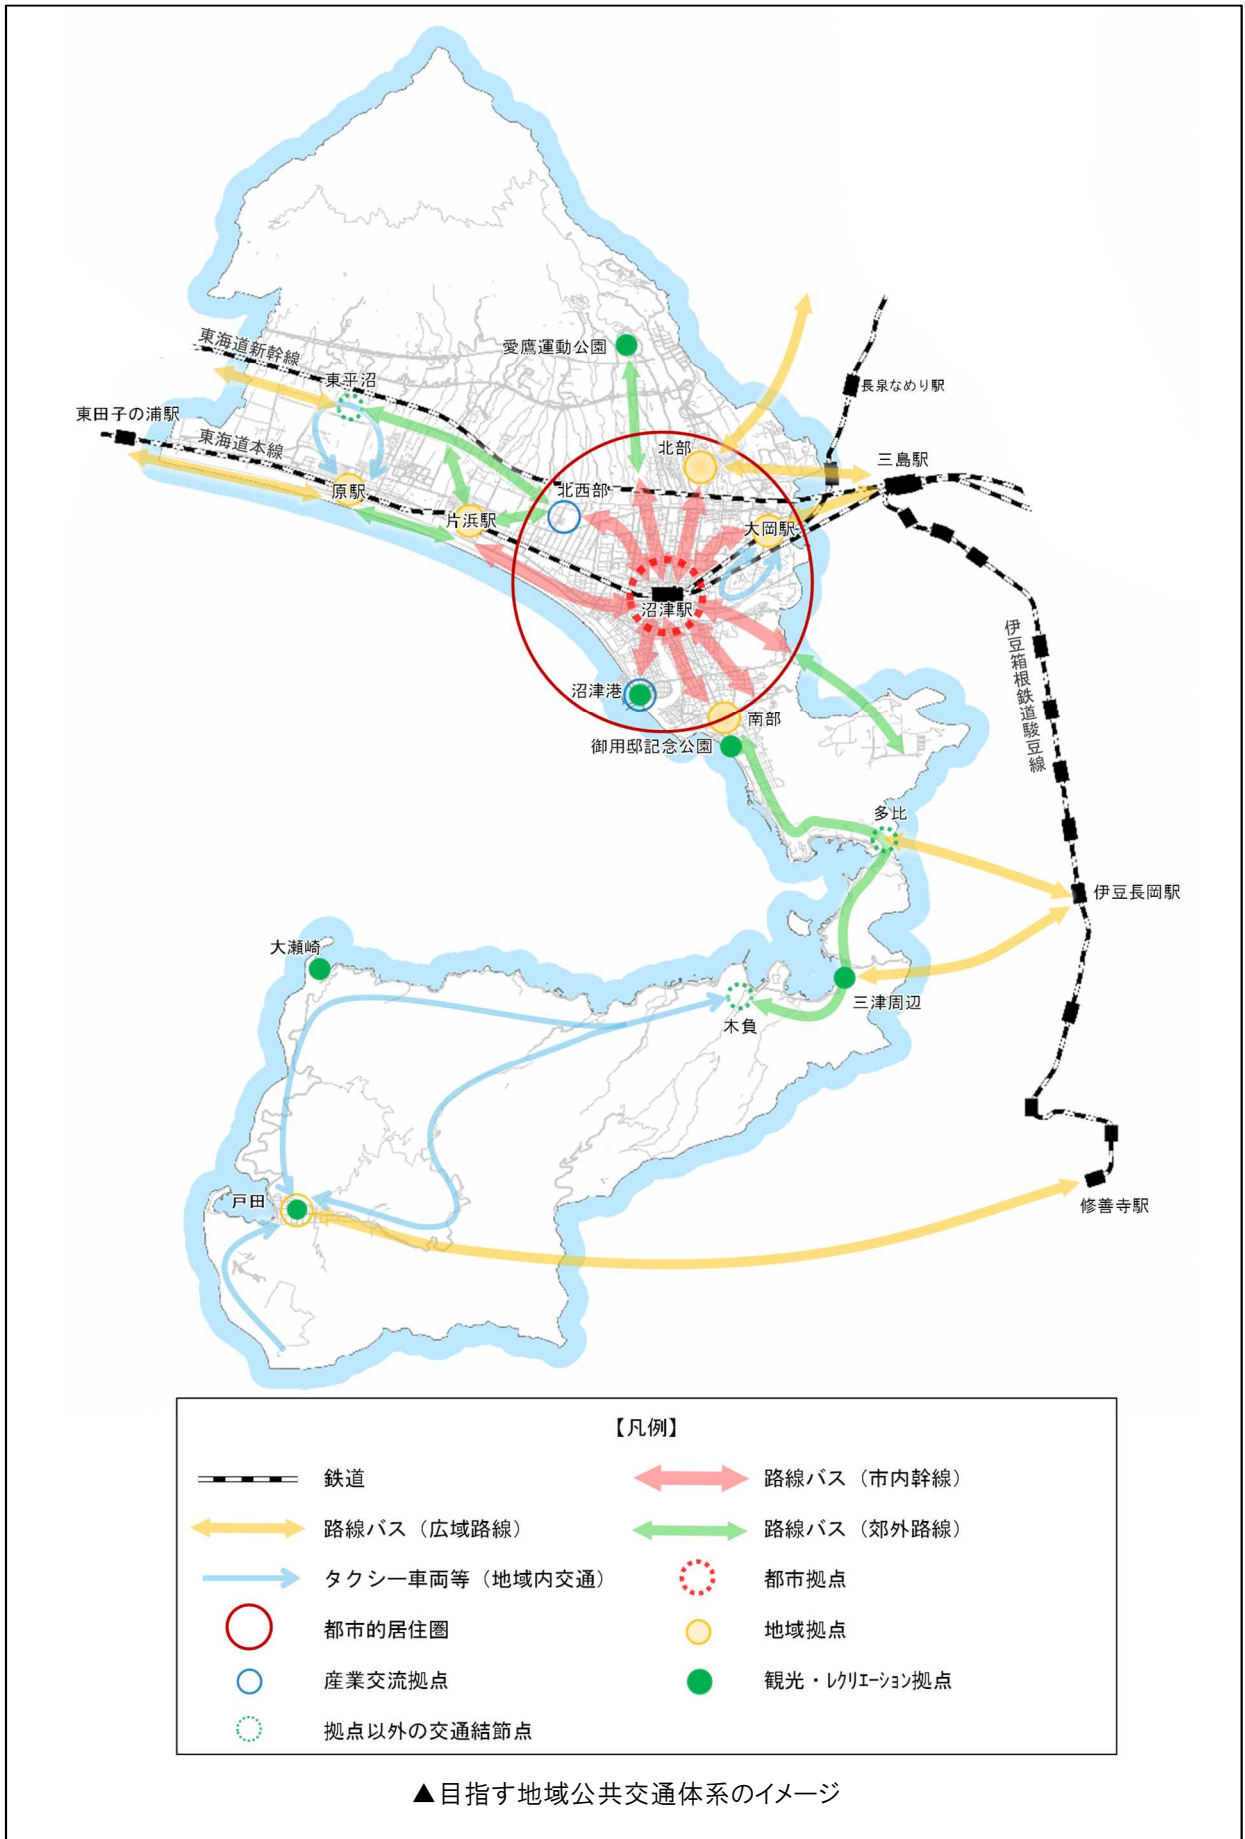 東海道新幹線
愛鷹運動公園
東平沼
長泉なめり駅
東田子の浦駅
東海道本線
北部
三島駅
原駅
北西部
片浜駅
大岡駅
沼津駅
伊豆箱根鉄道駿豆線
沼津港
南部
御用邸記念公園
多比
伊豆長岡駅
大瀬崎
三津周辺
木負
戸田
修善寺駅
【凡例】
鉄道
路線バス（市内幹線）
路線バス（広域路線）
路線バス（郊外路線）
タクシー車両等（地域内交通）
都市拠点
都市的居住圏
地域拠点
産業交流拠点
観光・ﾚｸﾘｴｰｼｮﾝ拠点
拠点以外の交通結節点
▲目指す地域公共交通体系のイメージ